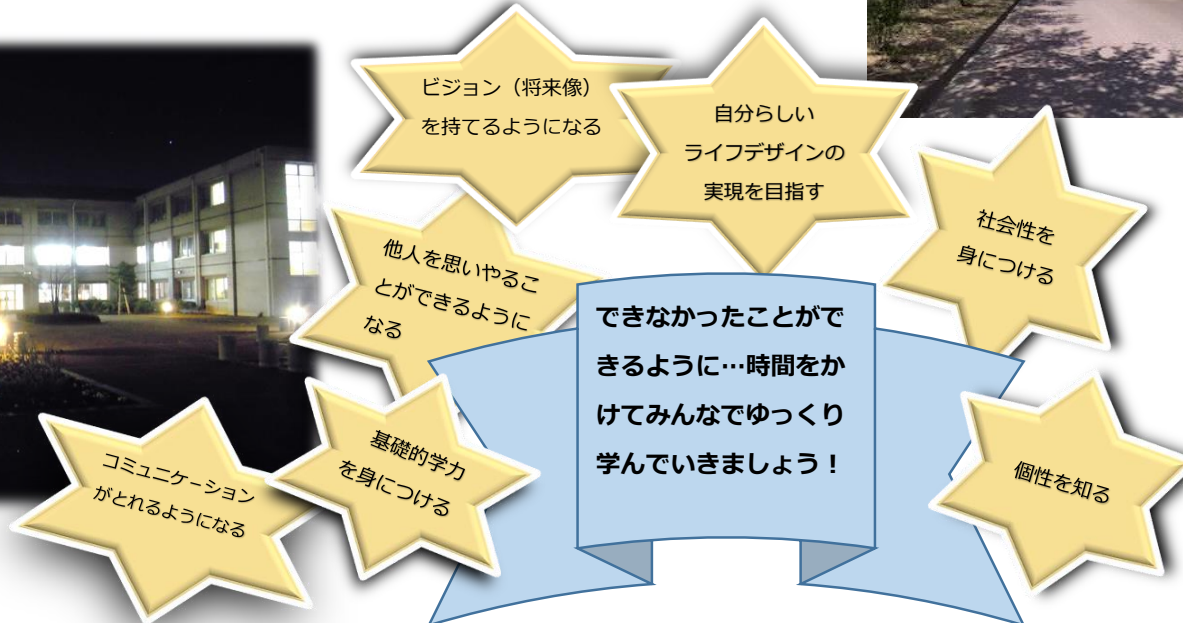 ビジョン（将来像）
を持てるようになる
自分らしい
ライフデザインの
実現を目指す
社会性を
身につける
他人を思いやるこ
とができるように
なる
できなかったことがで
きるように…時間をか
けてみんなでゆっくり
学んでいきましょう！
基礎的学力
を身につける
コミュニケーション
がとれるようになる
個性を知る